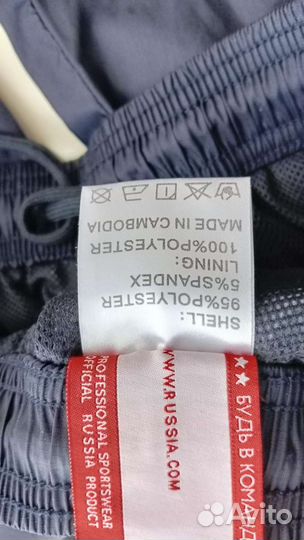 SHELL:
95%POLYESTER
5%SPANDEX
LINING:
100%POLYESTER
MADE IN CAMBODIA
WWW.RUSSIA.COM
PROFESSIONAL SPORTSWEAR
OFFICIAL RUSSIA PRODUCT
БУДЬ В КОМАНД
Avito